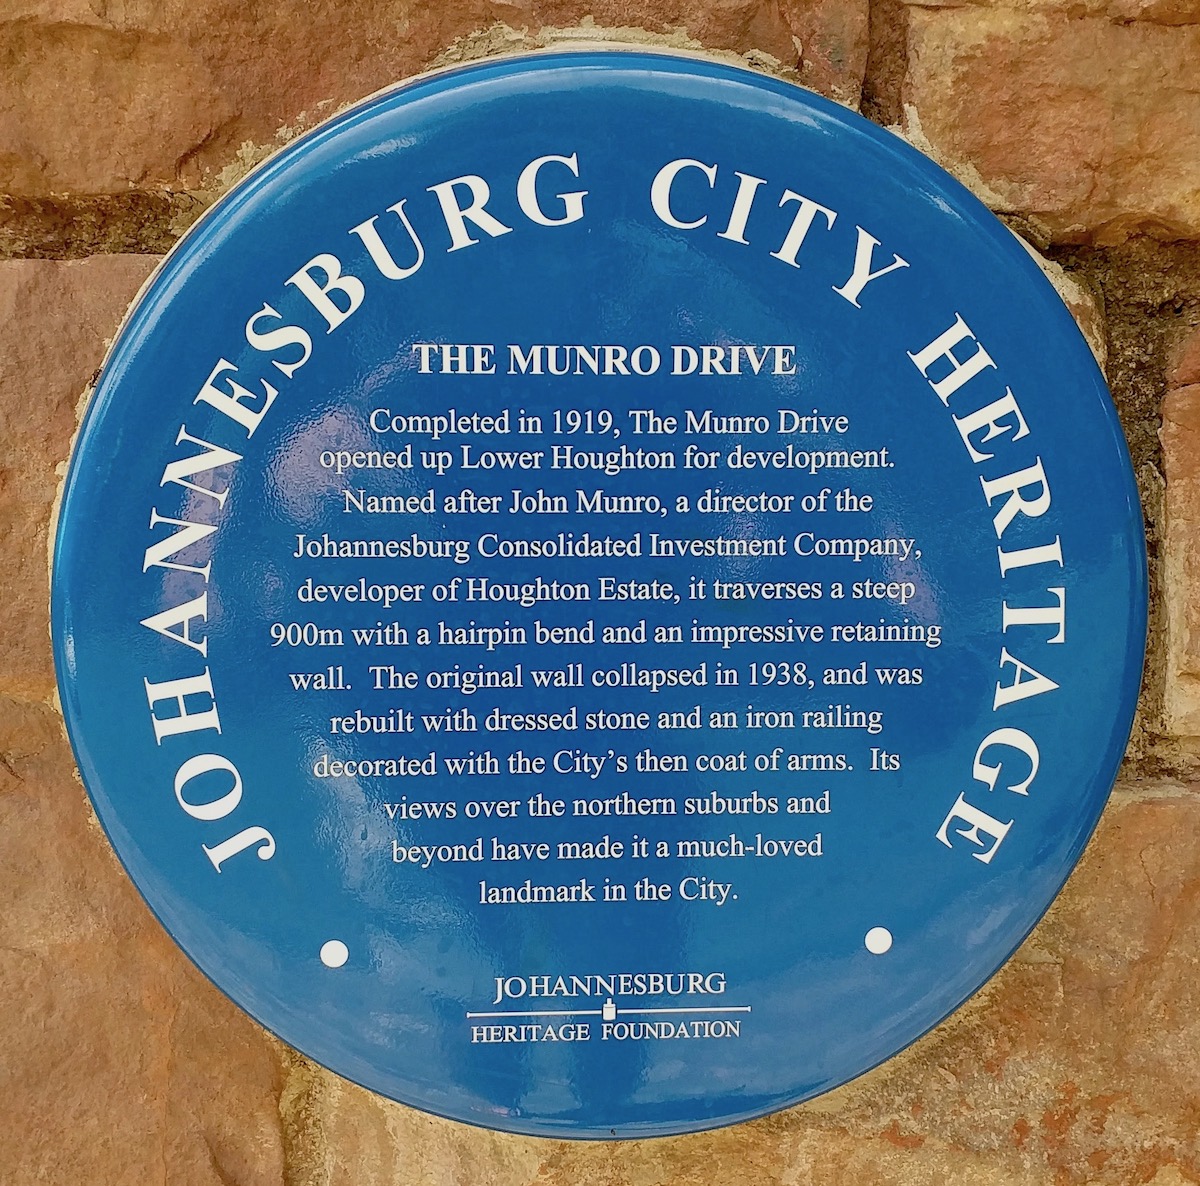 JOHANNESBURG CITY HERITAGE
THE MUNRO DRIVE
Completed in 1919, The Munro Drive
opened up Lower Houghton for development.
Named after John Munro, a director of the
Johannesburg Consolidated Investment Company,
developer of Houghton Estate, it traverses a steep
900m with a hairpin bend and an impressive retaining
wall.  The original wall collapsed in 1938, and was
rebuilt with dressed stone and an iron railing
decorated with the City’s then coat of arms.  Its
views over the northern suburbs and
beyond have made it a much-loved
landmark in the City.
JOHANNESBURG
HERITAGE FOUNDATION